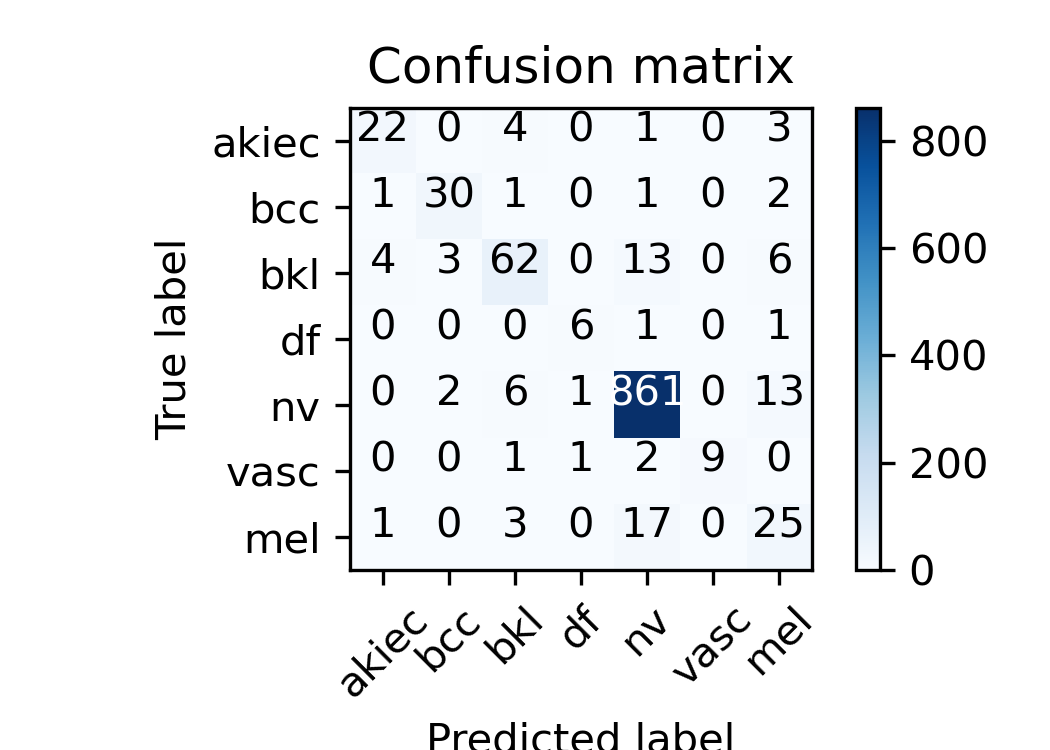 Confusion matrix
akiec 22 0 4 0 1 0 3
bcc 1 30 1 0 1 0 2
bkl 4 3 62 0 13 0 6
df 0 0 0 6 1 0 1
nv 0 2 6 1 861 0 13
vasc 0 0 1 1 2 9 0
mel 1 0 3 0 17 0 25
True label
akiec bcc bkl df nv vasc mel
Predicted label
800
600
400
200
0